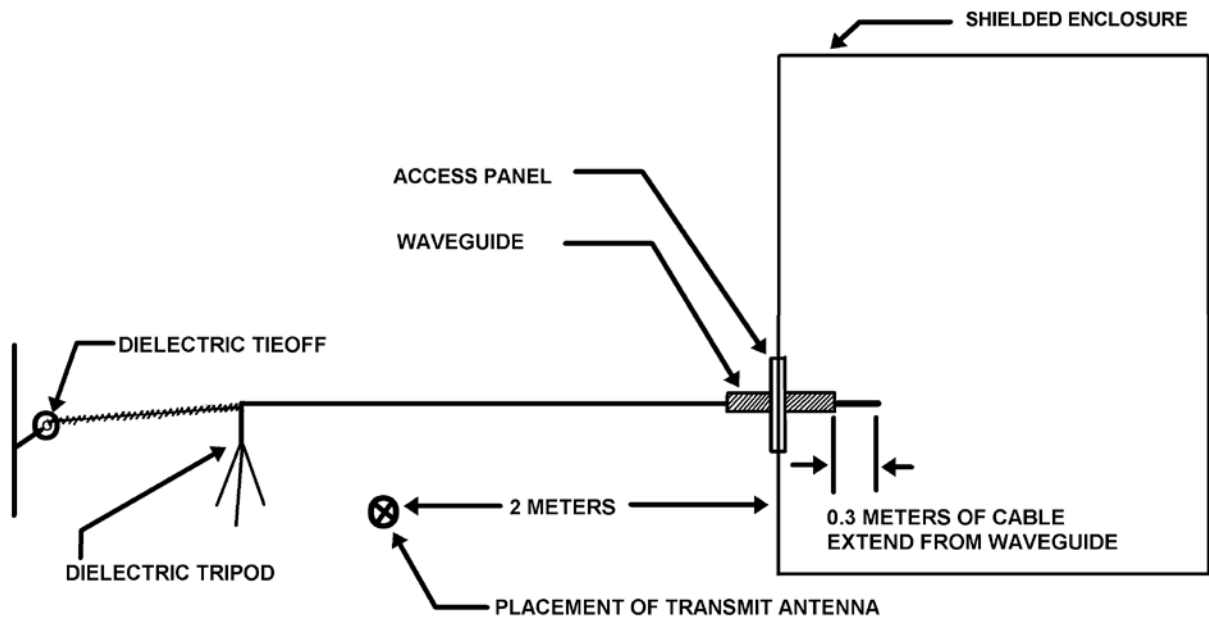 SHIELDED ENCLOSURE
ACCESS PANEL
WAVEGUIDE
DIELECTRIC TIEOFF
2 METERS
0.3 METERS OF CABLE
EXTEND FROM WAVEGUIDE
DIELECTRIC TRIPOD
PLACEMENT OF TRANSMIT ANTENNA